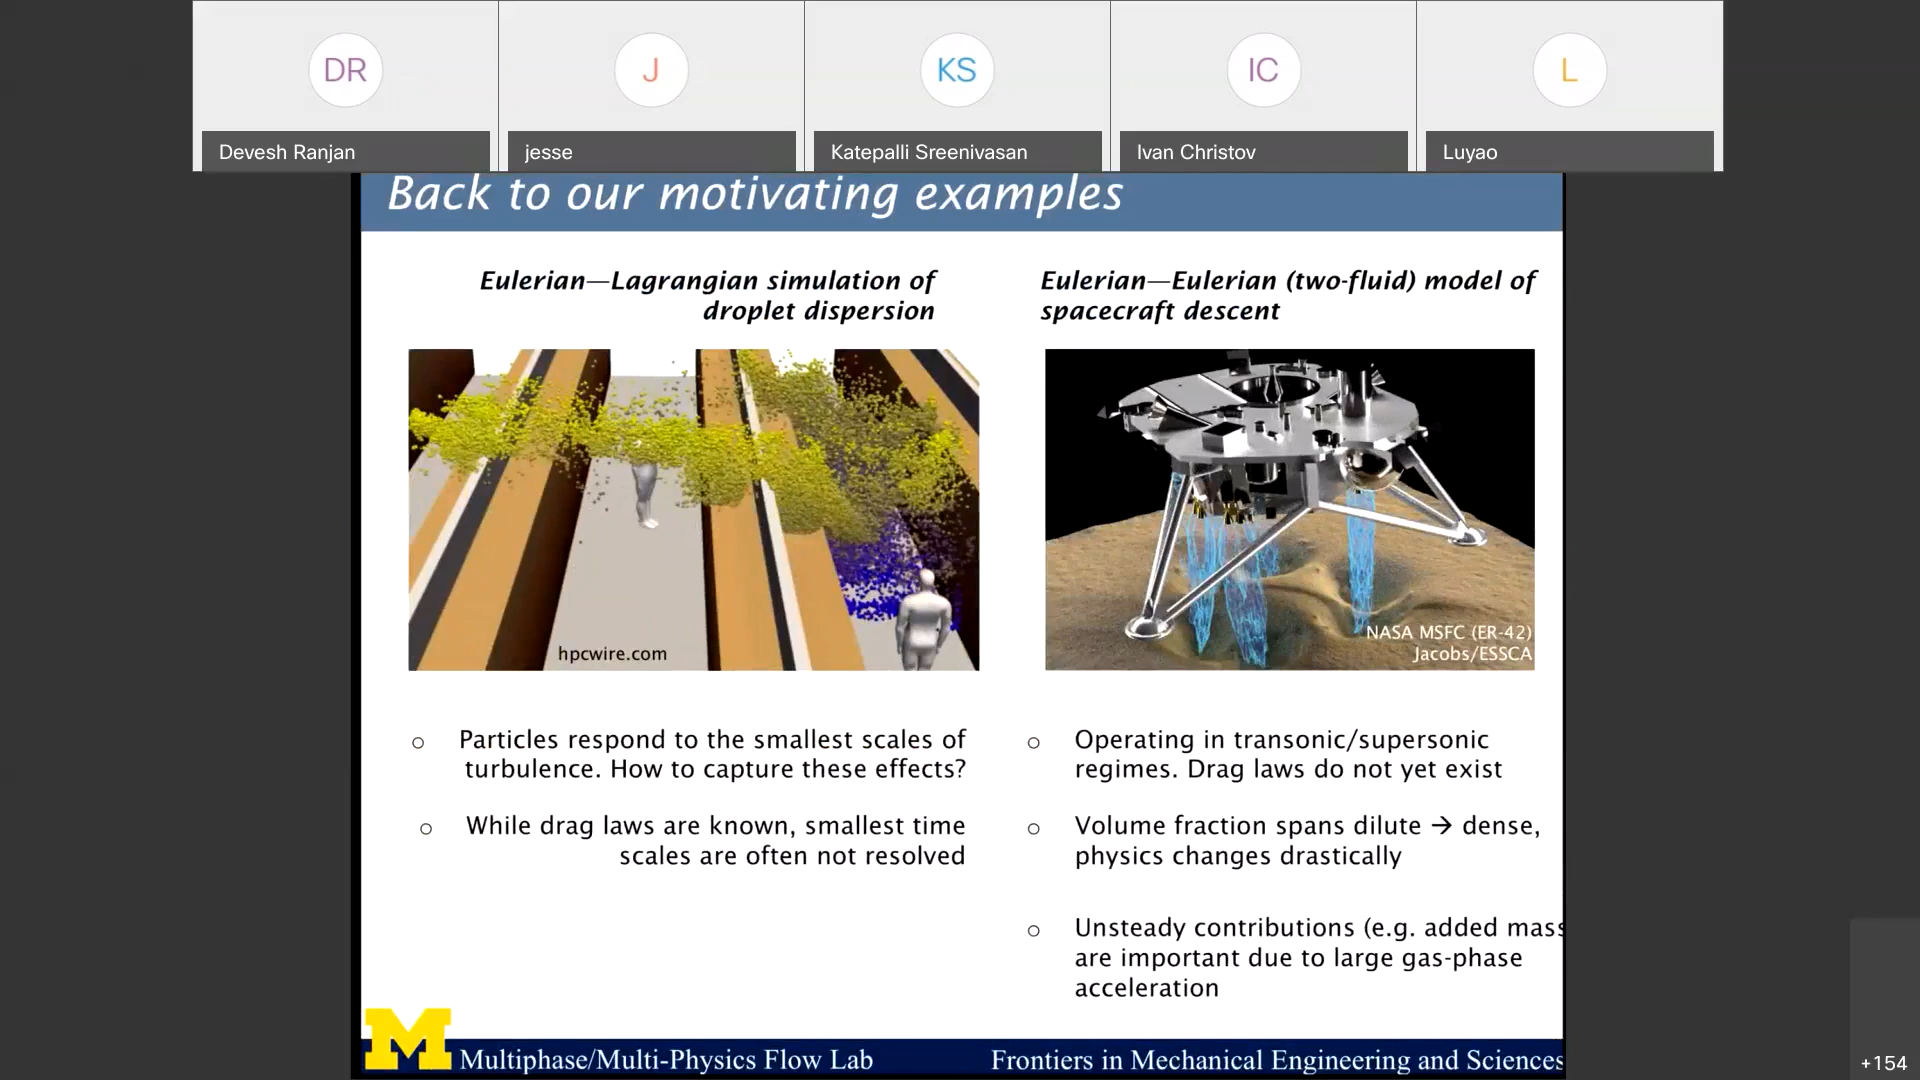 DR
J
KS
IC
L
Devesh Ranjan
jesse
Katepalli Sreenivasan
Ivan Christov
Luyao
Back to our motivating examples
Eulerian—Lagrangian simulation of
droplet dispersion
hpcwire.com
○ Particles respond to the smallest scales of
turbulence. How to capture these effects?
○ While drag laws are known, smallest time
scales are often not resolved
Eulerian—Eulerian (two-fluid) model of
spacecraft descent
NASA MSFC (ER-42)
Jacobs/ESSCA
○ Operating in transonic/supersonic
regimes. Drag laws do not yet exist
○ Volume fraction spans dilute → dense,
physics changes drastically
○ Unsteady contributions (e.g. added mass
are important due to large gas-phase
acceleration
M
Multiphase/Multi-Physics Flow Lab
Frontiers in Mechanical Engineering and Sciences
+154